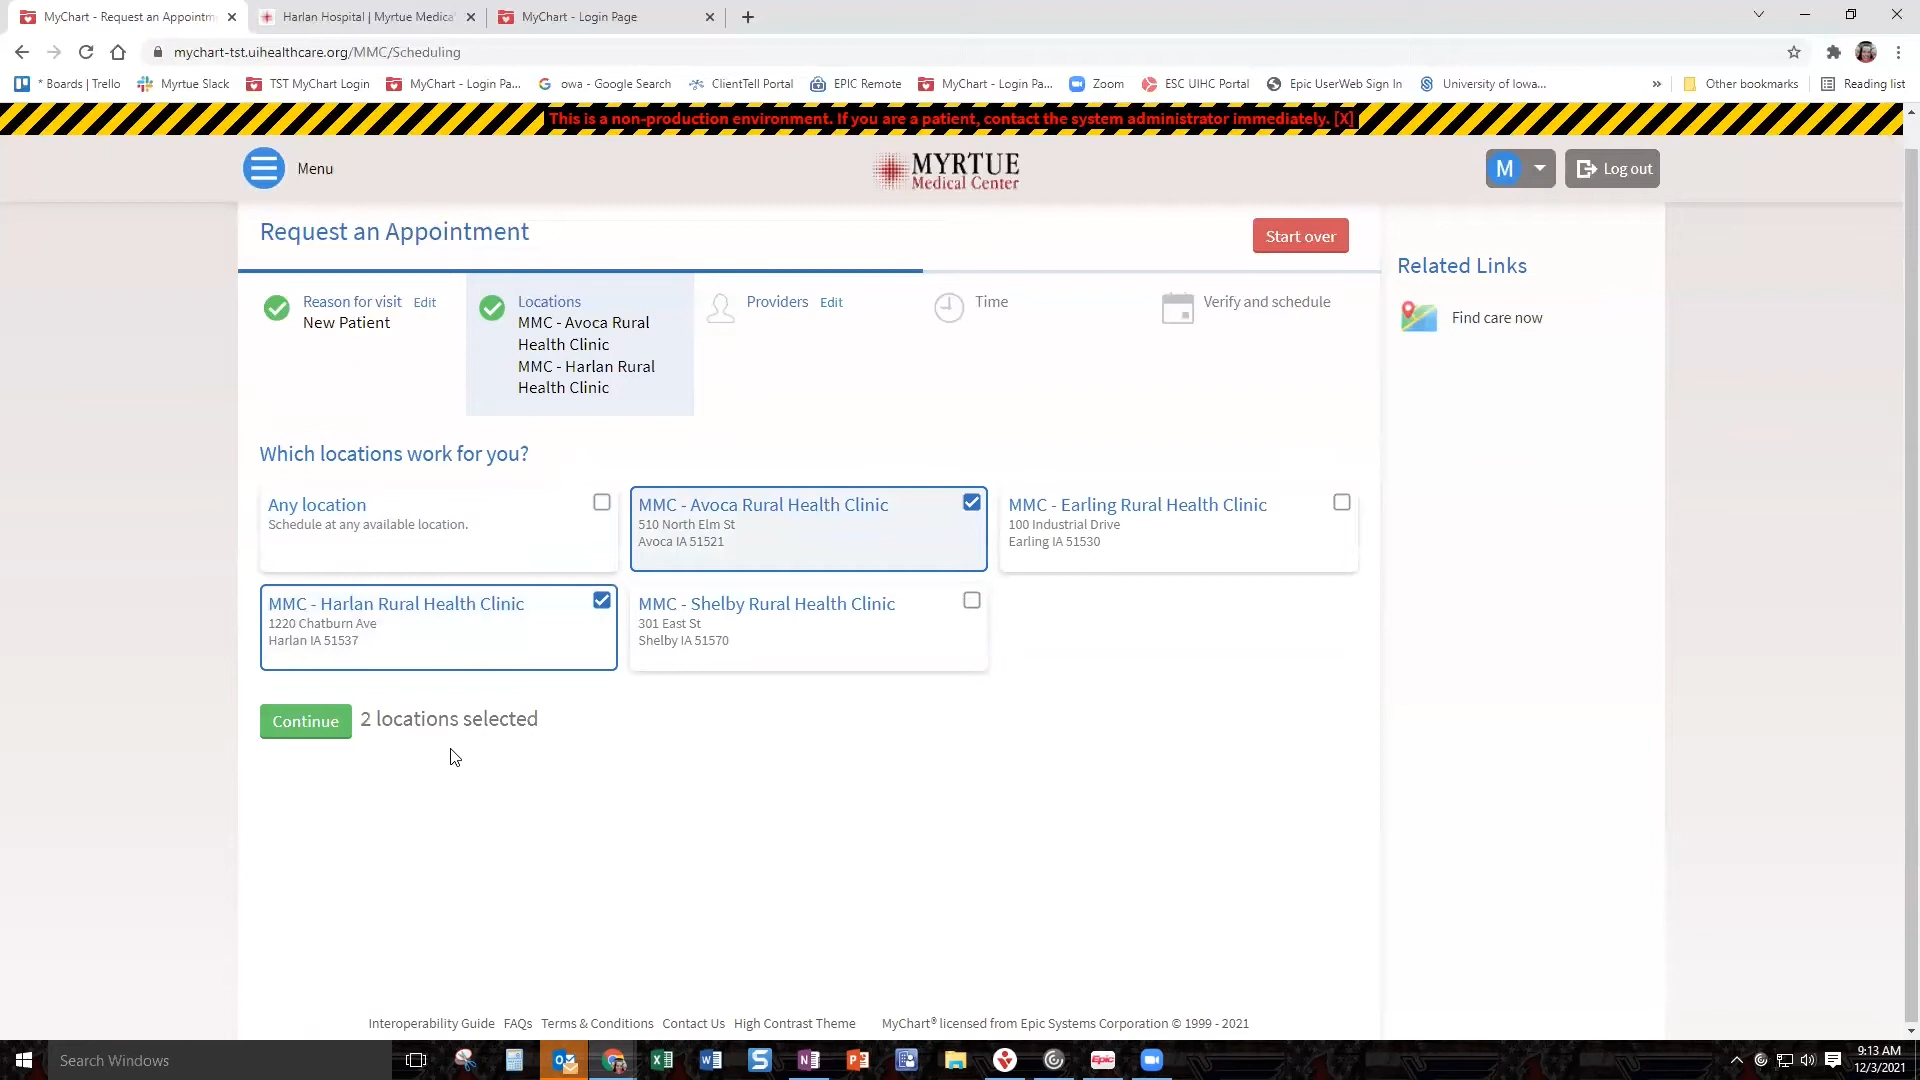 MyChart - Request an Appointm
Harlan Hospital | Myrtue Medica
MyChart - Login Page
mychart-tst.uihealthcare.org/MMC/Scheduling
* Boards | Trello
Myrtue Slack
TST MyChart Login
MyChart - Login Pa...
owa - Google Search
ClientTell Portal
EPIC Remote
MyChart - Login Pa...
Zoom
ESC UIHC Portal
Epic UserWeb Sign In
University of Iowa...
»
Other bookmarks
Reading list
This is a non-production environment. If you are a patient, contact the system administrator immediately. [X]
Menu
MYRTUE
Medical Center
M
Log out
Request an Appointment
Start over
Reason for visit Edit
New Patient
Locations
MMC - Avoca Rural
Health Clinic
MMC - Harlan Rural
Health Clinic
Providers Edit
Time
Verify and schedule
Related Links
Find care now
Which locations work for you?
Any location
Schedule at any available location.
MMC - Avoca Rural Health Clinic
510 North Elm St
Avoca IA 51521
MMC - Earling Rural Health Clinic
100 Industrial Drive
Earling IA 51530
MMC - Harlan Rural Health Clinic
1220 Chatburn Ave
Harlan IA 51537
MMC - Shelby Rural Health Clinic
301 East St
Shelby IA 51570
Continue 2 locations selected
Interoperability Guide FAQs Terms & Conditions Contact Us High Contrast Theme MyChart® licensed from Epic Systems Corporation © 1999 - 2021
Search Windows
Epic
9:13 AM
12/3/2021